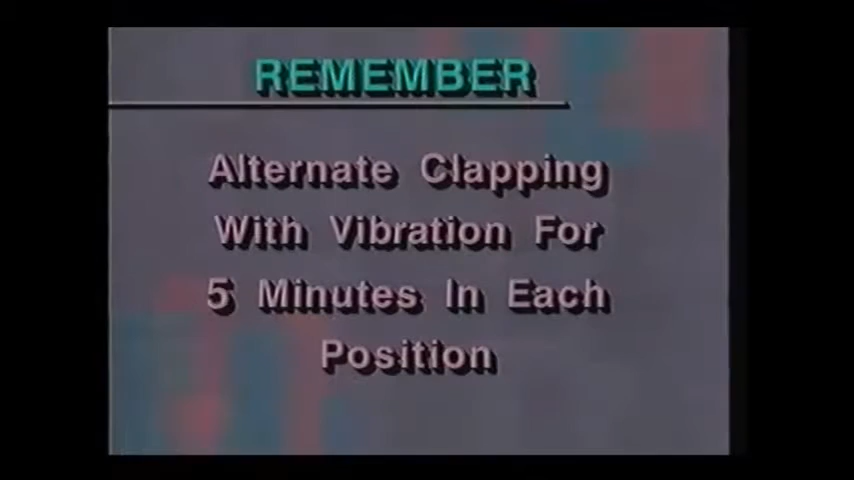 REMEMBER
Alternate Clapping
With Vibration For
5 Minutes In Each
Position